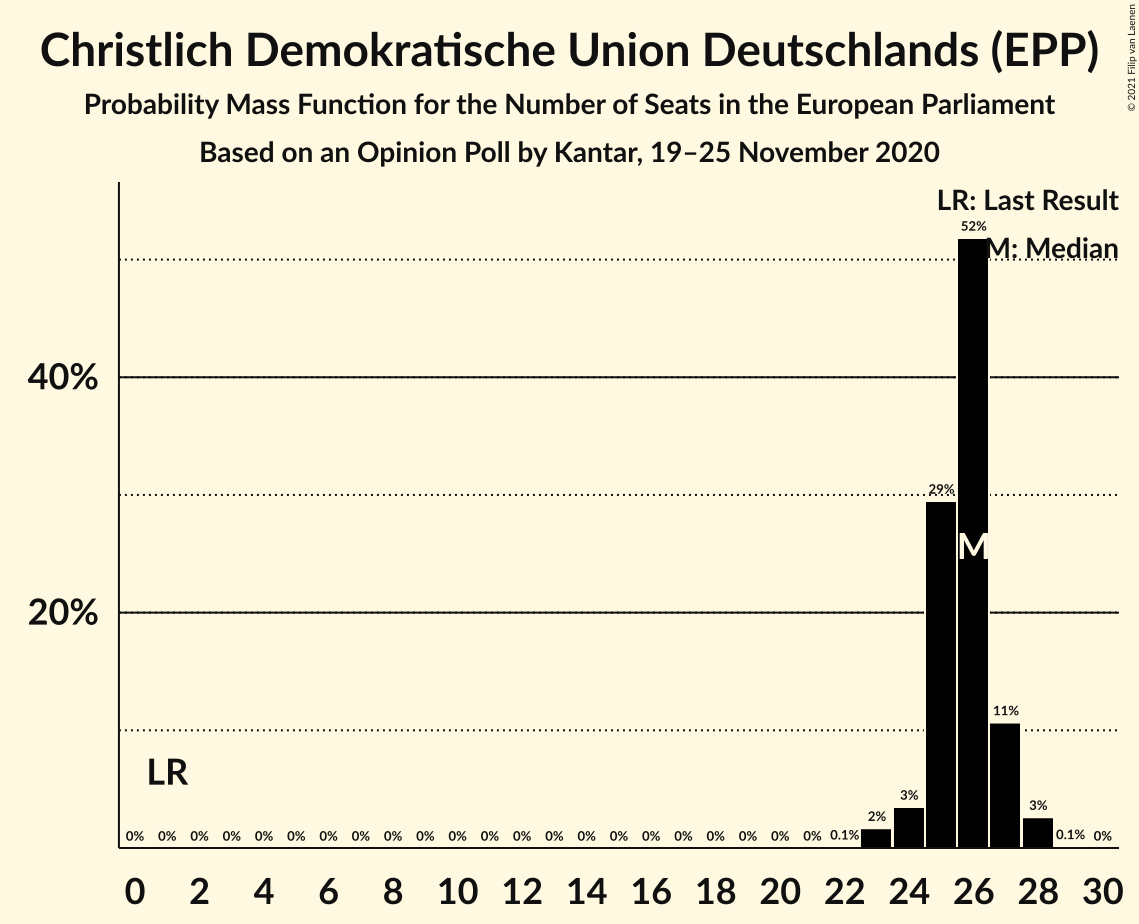 Christlich Demokratische Union Deutschlands (EPP)
Probability Mass Function for the Number of Seats in the European Parliament
Based on an Opinion Poll by Kantar, 19–25 November 2020
© 2021 Filip van Laenen
LR: Last Result
M: Median
52%
40%
29%
M
20%
11%
LR
0% 0% 0% 0% 0% 0% 0% 0% 0% 0% 0% 0% 0% 0% 0% 0% 0% 0% 0% 0% 0% 0% 0.1% 2% 3% 3% 0.1% 0%
0 2 4 6 8 10 12 14 16 18 20 22 24 26 28 30